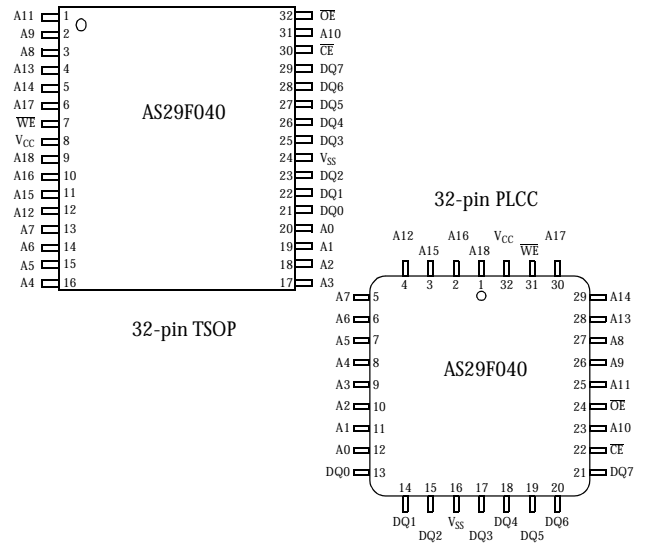 A11 1 32 O̅E̅
A9 2 31 A10
A8 3 30 C̅E̅
A13 4 29 DQ7
A14 5 28 DQ6
A17 6 27 DQ5
W̅E̅ 7 26 DQ4
VCC 8 25 DQ3
A18 9 24 VSS
A16 10 23 DQ2
A15 11 22 DQ1
A12 12 21 DQ0
A7 13 20 A0
A6 14 19 A1
A5 15 18 A2
A4 16 17 A3
AS29F040
32-pin TSOP
32-pin PLCC
A12 A15 A16 A18 VCC W̅E̅ A17
4 3 2 1 32 31 30
A7 5 29 A14
A6 6 28 A13
A5 7 27 A8
A4 8 26 A9
A3 9 25 A11
A2 10 24 O̅E̅
A1 11 23 A10
A0 12 22 C̅E̅
DQ0 13 21 DQ7
AS29F040
14 15 16 17 18 19 20
DQ1 DQ2 VSS DQ3 DQ4 DQ5 DQ6